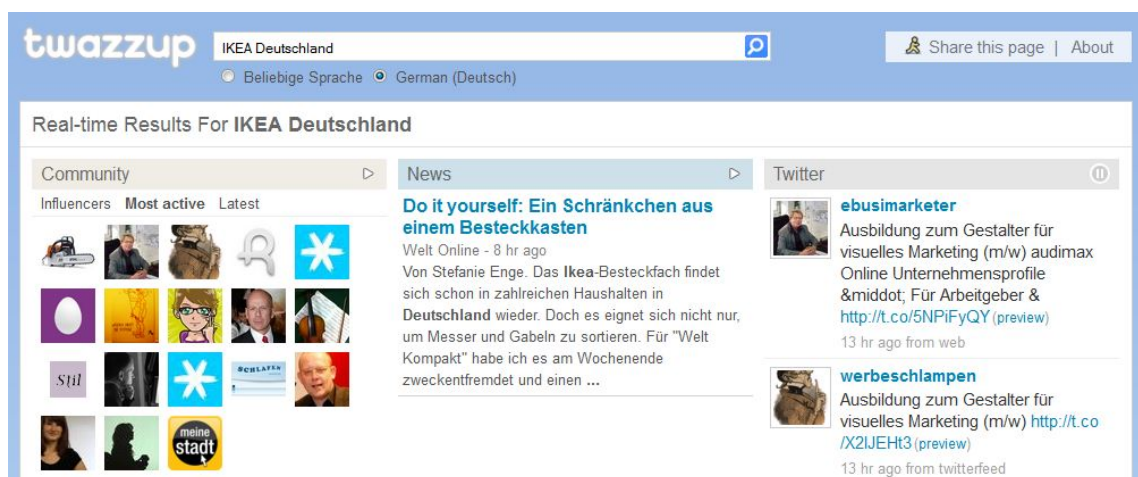 twazzup
IKEA Deutschland
Share this page | About
Beliebige Sprache German (Deutsch)
Real-time Results For IKEA Deutschland
Community
Influencers Most active Latest
Stil
SCHLAFEN
meine
stadt
News
Do it yourself: Ein Schränkchen aus
einem Besteckkasten
Welt Online - 8 hr ago
Von Stefanie Enge. Das Ikea-Besteckfach findet
sich schon in zahlreichen Haushalten in
Deutschland wieder. Doch es eignet sich nicht nur,
um Messer und Gabeln zu sortieren. Für "Welt
Kompakt" habe ich es am Wochenende
zweckentfremdet und einen ...
Twitter
ebusimarketer
Ausbildung zum Gestalter für
visuelles Marketing (m/w) audimax
Online Unternehmensprofile
&middot; Für Arbeitgeber &
http://t.co/5NPiFyQY (preview)
13 hr ago from web
werbeschlampen
Ausbildung zum Gestalter für
visuelles Marketing (m/w) http://t.co
/X2IJEHt3 (preview)
13 hr ago from twitterfeed